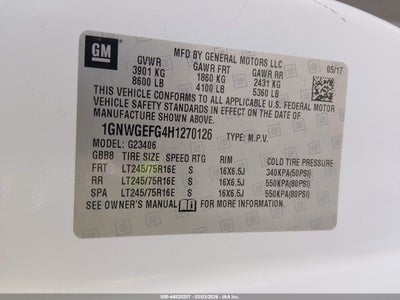 GM
MFD BY GENERAL MOTORS LLC
GVWR GAWR FRT GAWR RR 05/17
3901 KG 1860 KG 2431 KG
8600 LB 4100 LB 5360 LB
THIS VEHICLE CONFORMS TO ALL APPLICABLE U.S. FEDERAL
MOTOR VEHICLE SAFETY STANDARDS IN EFFECT ON THE DATE
OF MANUFACTURE SHOWN ABOVE.
1GNWGEFG4H1270126 TYPE: M.P.V.
MODEL: G23406
GBB8 TIRE SIZE SPEED RTG RIM COLD TIRE PRESSURE
FRT LT245/75R16E S 16X6.5J 340KPA(50PSI)
RR LT245/75R16E S 16X6.5J 550KPA(80PSI)
SPA LT245/75R16E S 16X6.5J 550KPA(80PSI)
SEE OWNER'S MANUAL FOR ADDITIONAL INFORMATION.